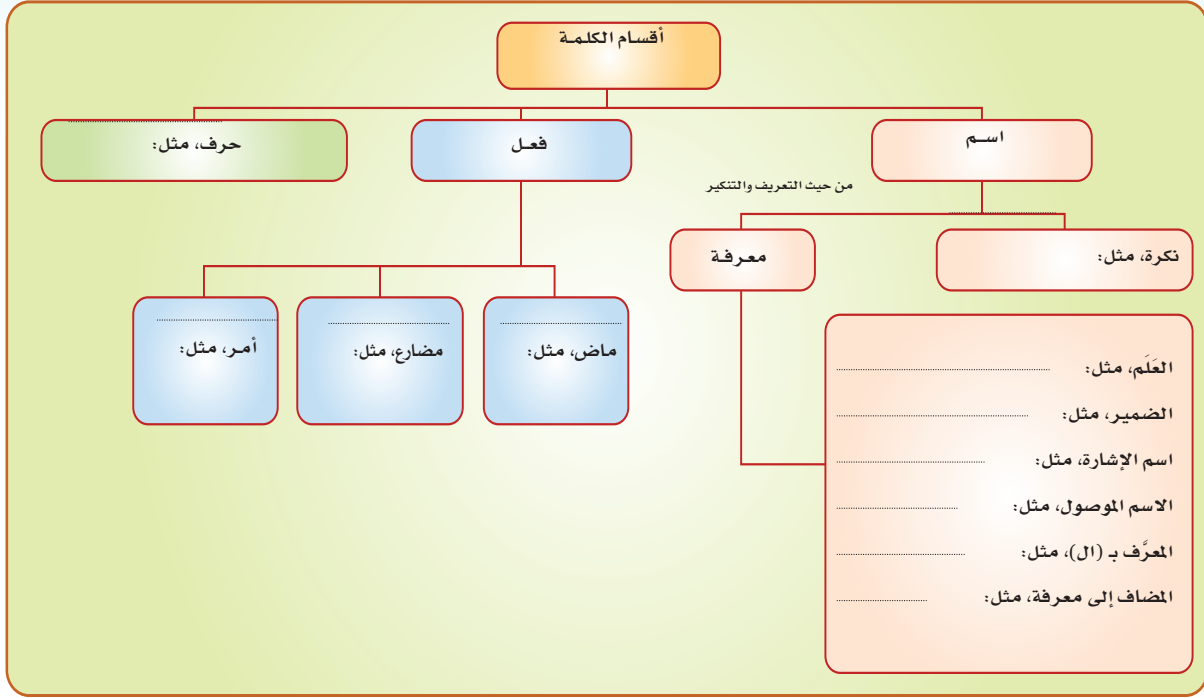 أقسام الكلمة
اسم
فعل
حرف، مثل:
من حيث التعريف والتنكير
نكرة، مثل:
معرفة
ماض، مثل:
مضارع، مثل:
أمر، مثل:
العَلَم، مثل:
الضمير، مثل:
اسم الإشارة، مثل:
الاسم الموصول، مثل:
المعرَّف بـ (ال)، مثل:
المضاف إلى معرفة، مثل: